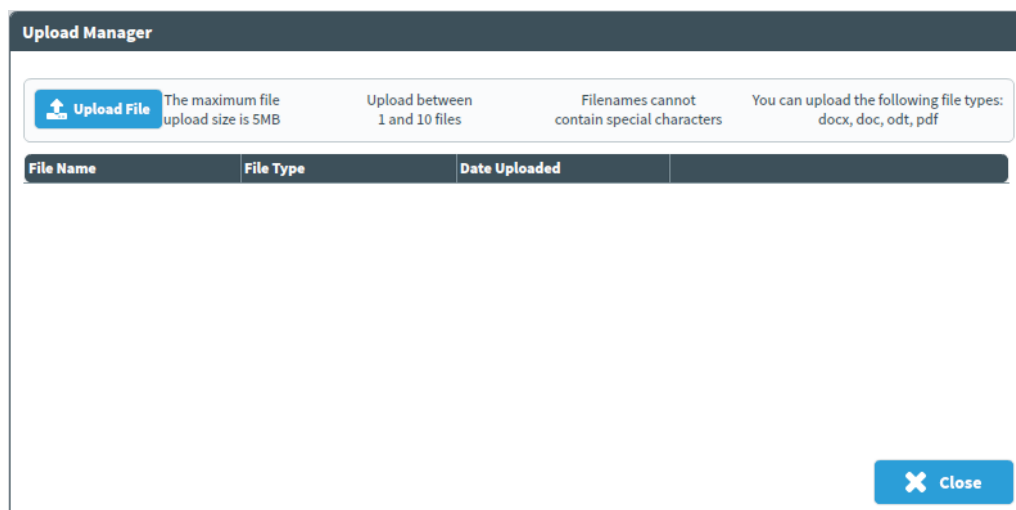 Upload Manager
Upload File
The maximum file
upload size is 5MB
Upload between
1 and 10 files
Filenames cannot
contain special characters
You can upload the following file types:
docx, doc, odt, pdf
File Name
File Type
Date Uploaded
Close